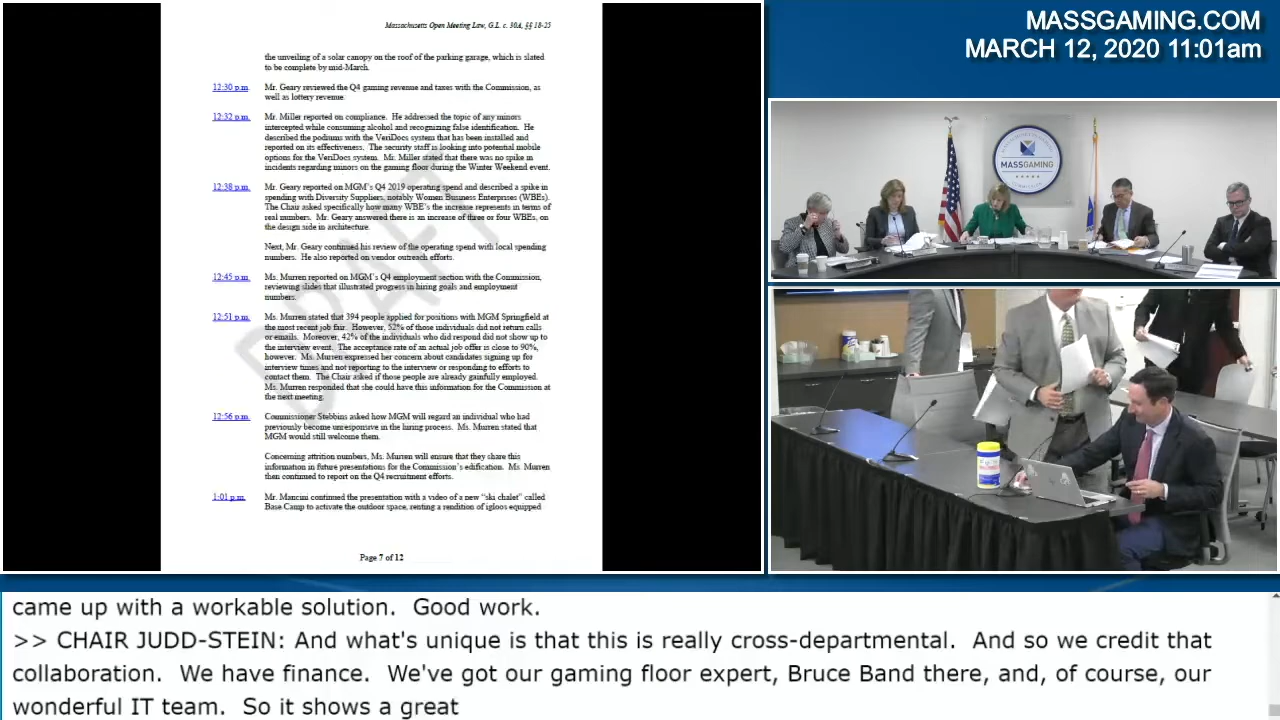 Massachusetts Open Meeting Law, G.L. c. 30A, §§ 18-25
the unveiling of a solar canopy on the roof of the parking garage, which is slated
to be complete by mid-March.
12:30 p.m. Mr. Geary reviewed the Q4 gaming revenue and taxes with the Commission, as
well as lottery revenue.
12:32 p.m. Mr. Miller reported on compliance. He addressed the topic of any minors
intercepted while consuming alcohol and recognizing false identification. He
described the podiums with the VeriDocs system that has been installed and
reported on its effectiveness. The security staff is looking into potential mobile
options for the VeriDocs system. Mr. Miller stated that there was no spike in
incidents regarding minors on the gaming floor during the Winter Weekend event.
12:38 p.m. Mr. Geary reported on MGM's Q4 2019 operating spend and described a spike in
spending with Diversity Suppliers, notably Women Business Enterprises (WBEs).
The Chair asked specifically how many WBE's the increase represents in terms of
real numbers. Mr. Geary answered there is an increase of three or four WBEs, on
the design side in architecture.
Next, Mr. Geary continued his review of the operating spend with local spending
numbers. He also reported on vendor outreach efforts.
12:45 p.m. Ms. Murren reported on MGM's Q4 employment section with the Commission,
reviewing slides that illustrated progress in hiring goals and employment
numbers.
12:51 p.m. Ms. Murren stated that 394 people applied for positions with MGM Springfield at
the most recent job fair. However, 52% of those individuals did not return calls
or emails. Moreover, 42% of the individuals who did respond did not show up to
the interview event. The acceptance rate of an actual job offer is close to 90%,
however. Ms. Murren expressed her concern about candidates signing up for
interview times and not reporting to the interview or responding to efforts to
contact them. The Chair asked if those people are already gainfully employed.
Ms. Murren responded that she could have this information for the Commission at
the next meeting.
12:56 p.m. Commissioner Stebbins asked how MGM will regard an individual who had
previously become unresponsive in the hiring process. Ms. Murren stated that
MGM would still welcome them.
Concerning attrition numbers, Ms. Murren will ensure that they share this
information in future presentations for the Commission's edification. Ms. Murren
then continued to report on the Q4 recruitment efforts.
1:01 p.m. Mr. Mancini continued the presentation with a video of a new "ski chalet" called
Base Camp to activate the outdoor space, renting a rendition of igloos equipped
Page 7 of 12
DRAFT
MASSGAMING.COM
MARCH 12, 2020 11:01am
MASSGAMING
came up with a workable solution. Good work.
>> CHAIR JUDD-STEIN: And what's unique is that this is really cross-departmental. And so we credit that
collaboration. We have finance. We've got our gaming floor expert, Bruce Band there, and, of course, our
wonderful IT team. So it shows a great